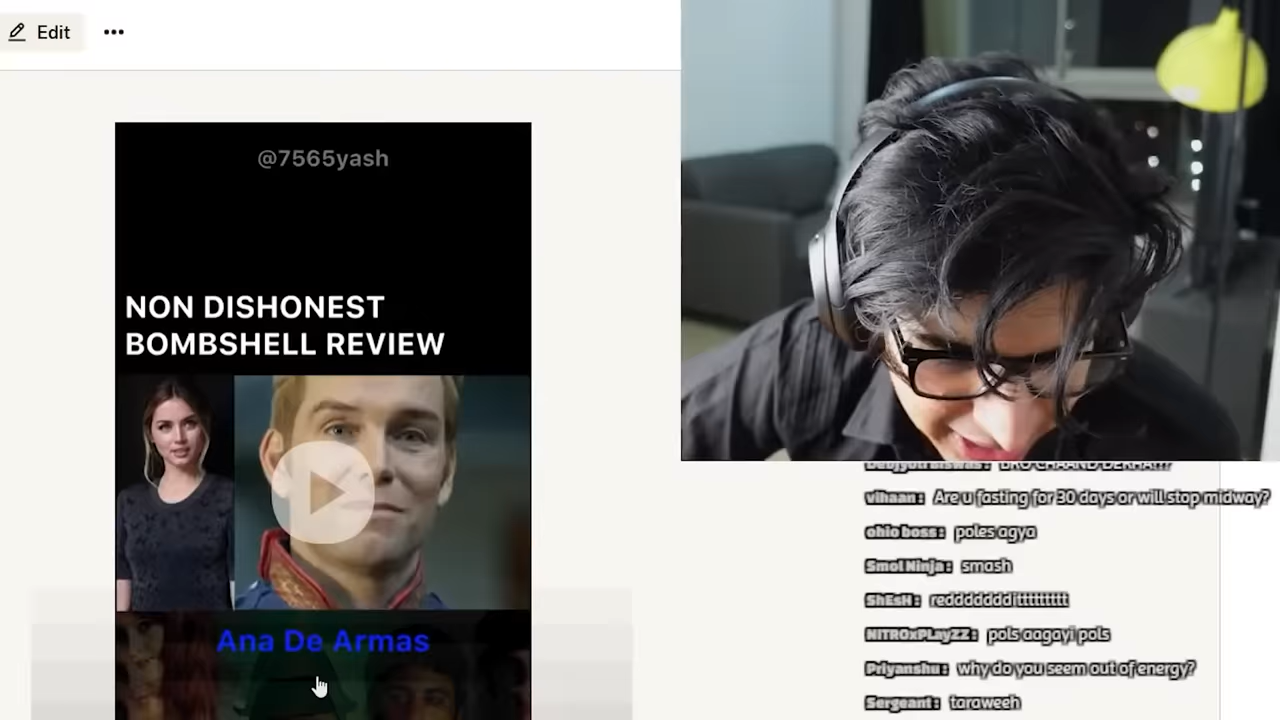 Edit
@7565yash
NON DISHONEST
BOMBSHELL REVIEW
Ana De Armas
vihaan: Are u fasting for 30 days or will stop midway?
ohio boss: poles agya
Smol Ninja: smash
ShEsH: redddddddittttttttt
NITROxPLayZZ: pols aagayi pols
Priyanshu: why do you seem out of energy?
Sergeant: taraweeh